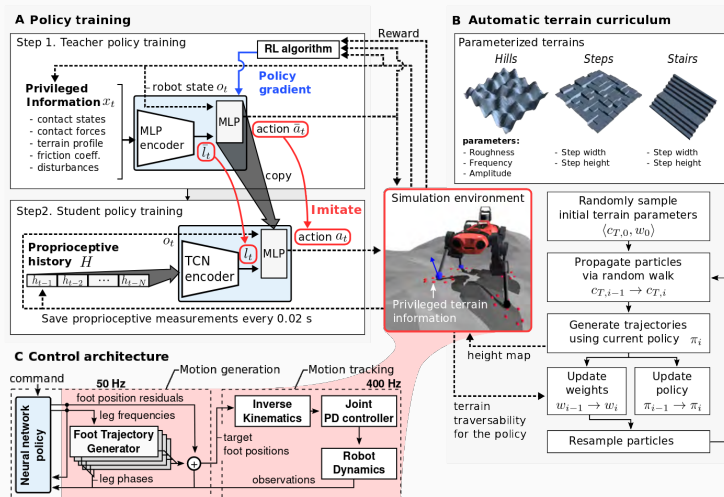 A Policy training
Step 1. Teacher policy training
Reward
RL algorithm
Policy
gradient
Privileged
Information x_t
- contact states
- contact forces
- terrain profile
- friction coeff.
- disturbances
robot state o_t
MLP
encoder
MLP
l̄_t
action ā_t
copy
Imitate
Step2. Student policy training
Proprioceptive
history H
h_{t-1} h_{t-2} ⋯ h_{t-N}
o_t
TCN
encoder
l_t
MLP
action a_t
Save proprioceptive measurements every 0.02 s
Simulation environment
Privileged terrain
information
B Automatic terrain curriculum
Parameterized terrains
Hills
Steps
Stairs
parameters:
- Roughness
- Frequency
- Amplitude
- Step width
- Step height
- Step width
- Step height
Randomly sample
initial terrain parameters
⟨c_{T,0}, w_0⟩
Propagate particles
via random walk
c_{T,i-1} → c_{T,i}
Generate trajectories
using current policy π_i
height map
Update
weights
w_{i-1} → w_i
Update
policy
π_{i-1} → π_i
terrain
traversability
for the policy
Resample particles
C Control architecture
command
50 Hz
Motion generation
Motion tracking
400 Hz
Neural network
policy
foot position residuals
leg frequencies
Foot Trajectory
Generator
leg phases
+
target
foot positions
Inverse
Kinematics
Joint
PD controller
Robot
Dynamics
observations